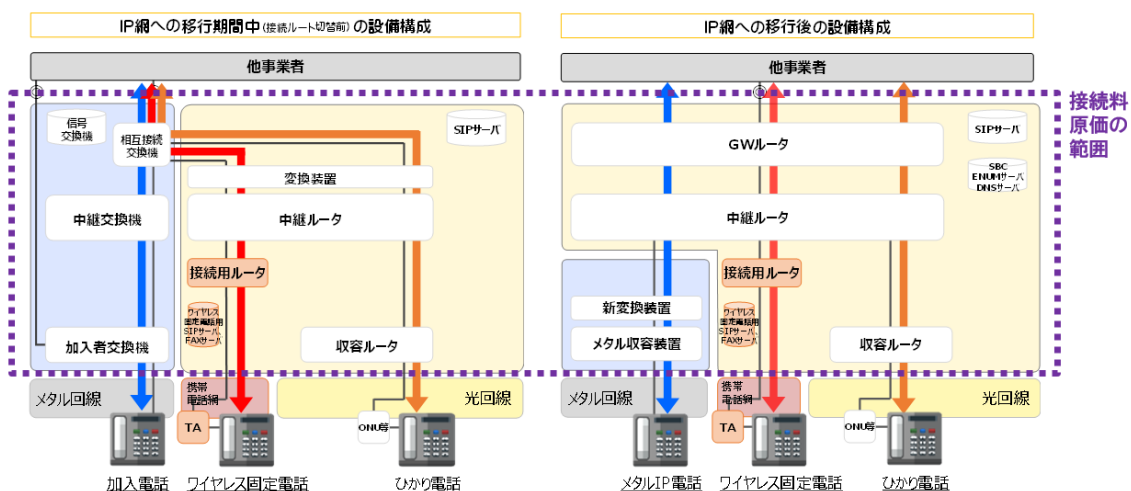 IP網への移行期間中(接続ルート切替前)の設備構成
他事業者
信号
交換機
相互接続
交換機
SIPサーバ
変換装置
中継交換機
中継ルータ
接続用ルータ
ワイヤレス
固定電話用
SIPサーバ、
FAXサーバ
加入者交換機
収容ルータ
メタル回線
携帯
電話網
光回線
TA
ONU等
加入電話
ワイヤレス固定電話
ひかり電話
IP網への移行後の設備構成
他事業者
接続料
原価の
範囲
SIPサーバ
GWルータ
SBC
ENUMサーバ
DNSサーバ
中継ルータ
接続用ルータ
新変換装置
ワイヤレス
固定電話用
SIPサーバ、
FAXサーバ
メタル収容装置
収容ルータ
メタル回線
携帯
電話網
光回線
TA
ONU等
メタルIP電話
ワイヤレス固定電話
ひかり電話